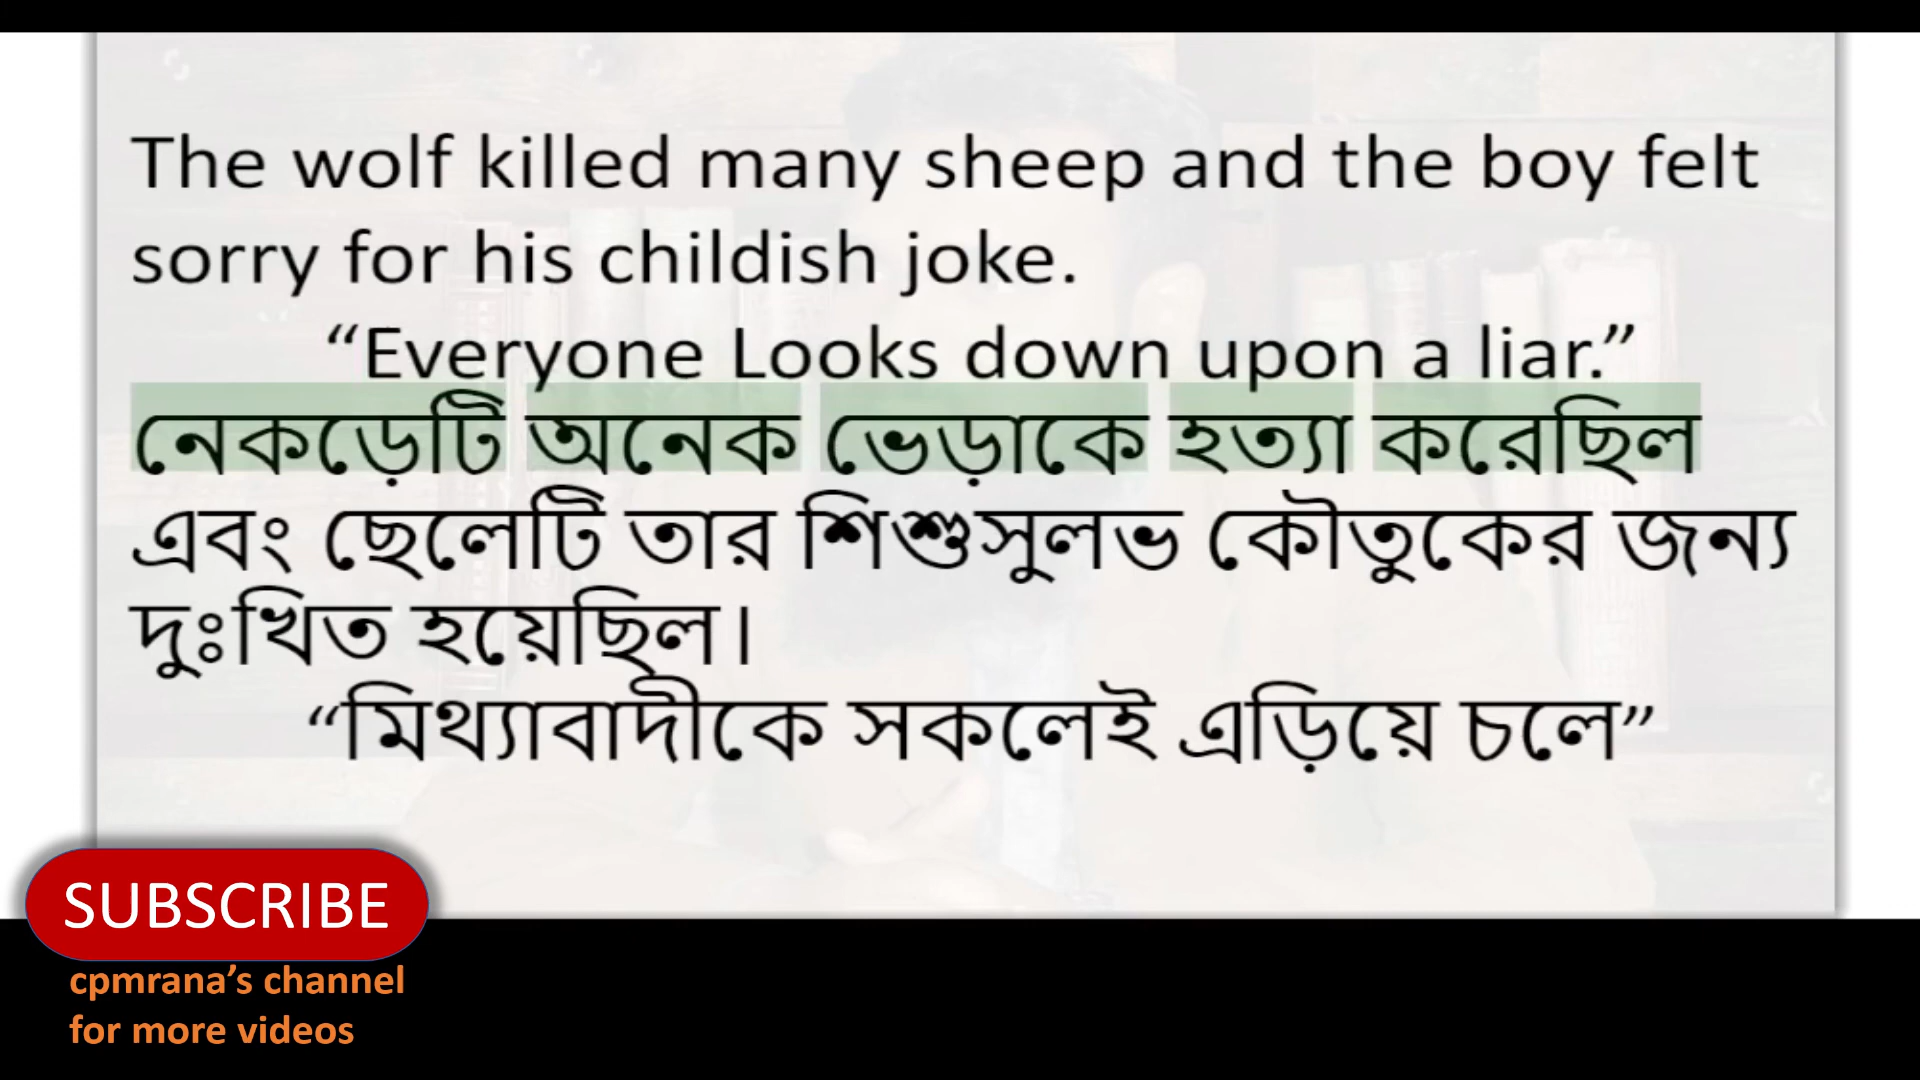 The wolf killed many sheep and the boy felt
sorry for his childish joke.
“Everyone Looks down upon a liar.”
নেকড়েটি অনেক ভেড়াকে হত্যা করেছিল
এবং ছেলেটি তার শিশুসুলভ কৌতুকের জন্য
দুঃখিত হয়েছিল।
“মিথ্যাবাদীকে সকলেই এড়িয়ে চলে”
SUBSCRIBE
cpmrana’s channel
for more videos